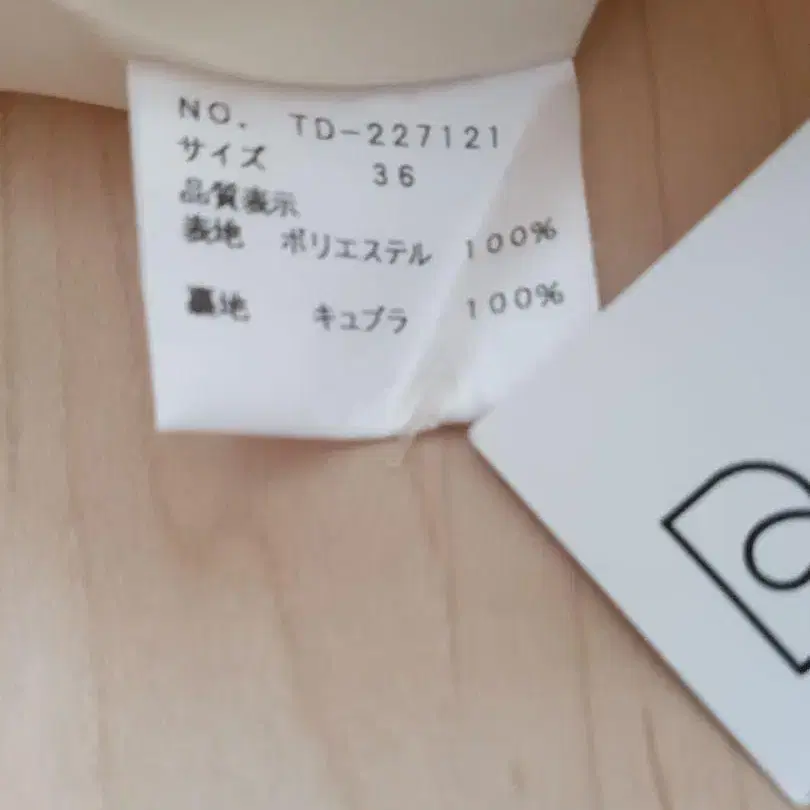 NO. TD-227121
サイズ 36
品質表示
表地 ポリエステル 100%
裏地 キュプラ 100%